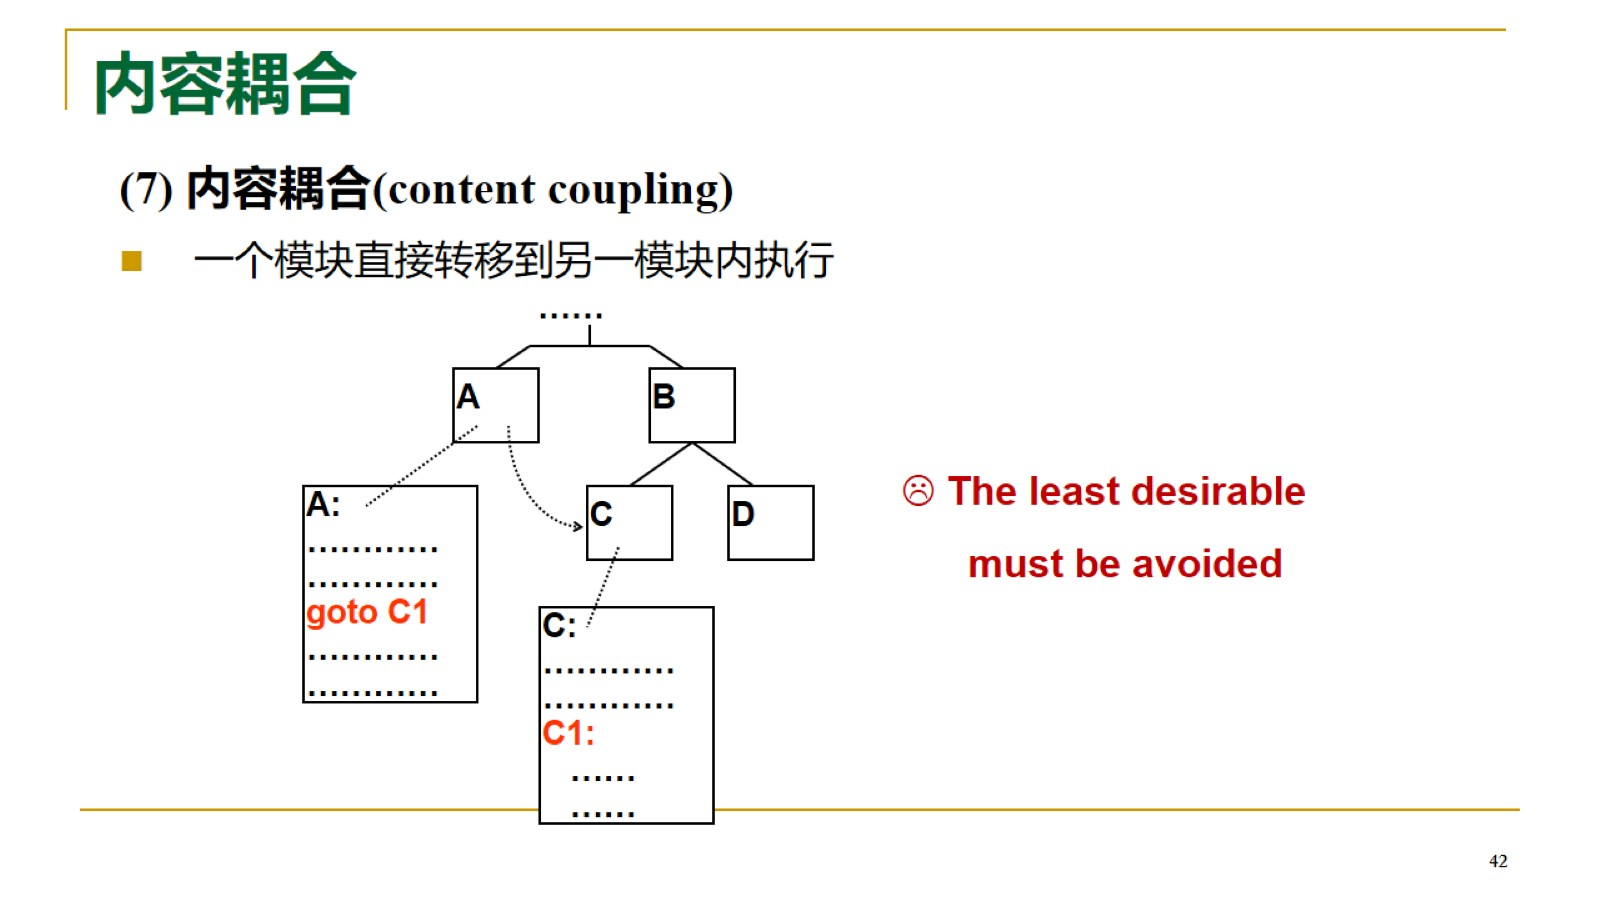 内容耦合
(7) 内容耦合(content coupling)
一个模块直接转移到另一模块内执行
......
A
B
A:
............
............
goto C1
............
............
C
D
C:
............
............
C1:
......
......
☹ The least desirable
must be avoided
42